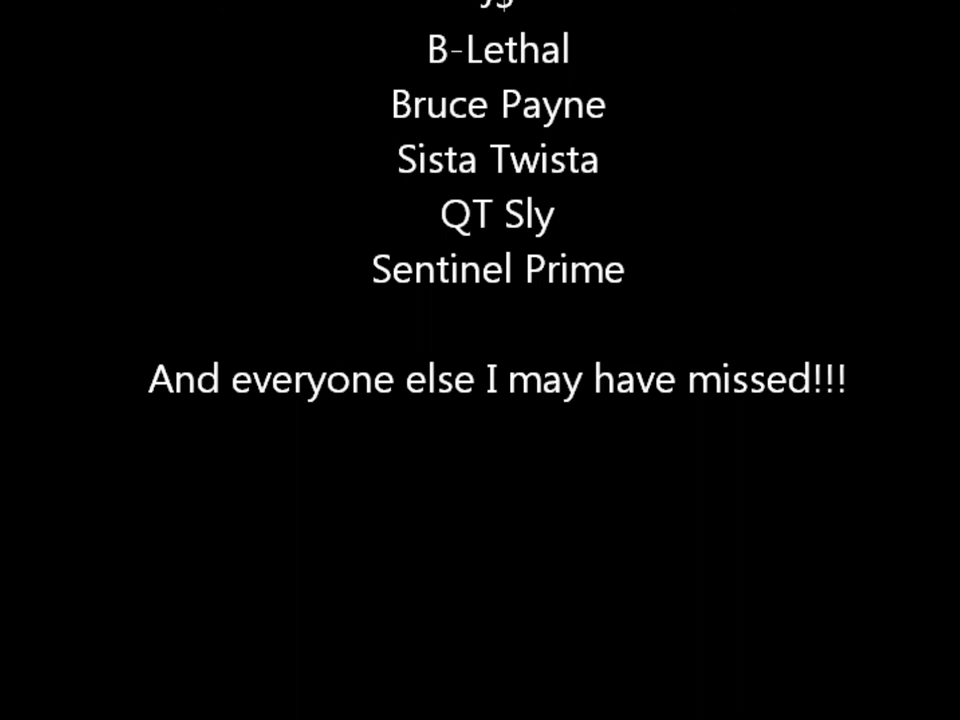 B-Lethal
Bruce Payne
Sista Twista
QT Sly
Sentinel Prime
And everyone else I may have missed!!!